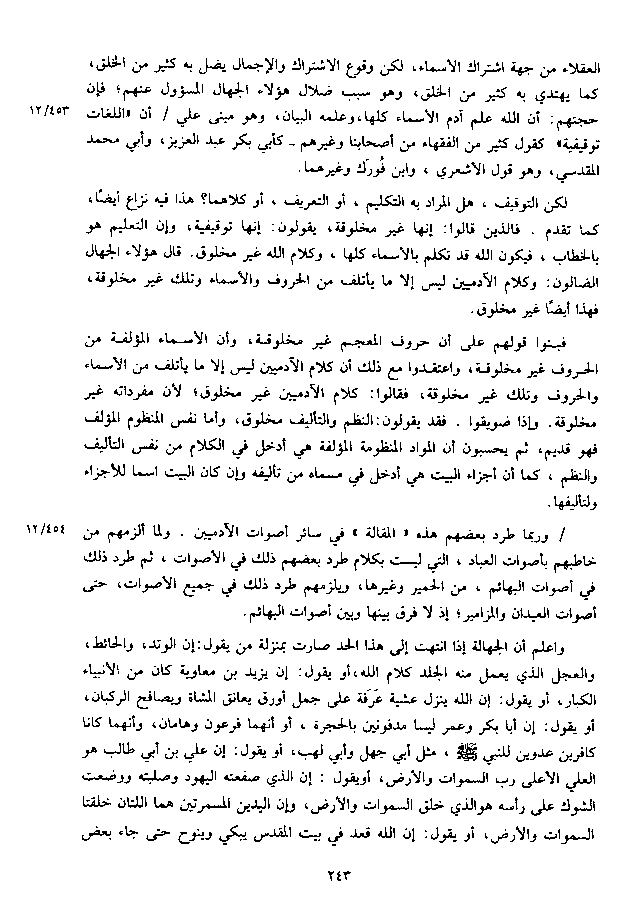 العقلاء من جهة اشتراك الأسماء، لكن وقوع الاشتراك والإجمال يضل به كثير من الخلق،
كما يهتدي به كثير من الخلق، وهو سبب ضلال هؤلاء الجهال المسؤول عنهم؛ فإن
١٢/٤٥٣ حجتهم: أن الله علم آدم الأسماء كلها، وعلمه البيان، وهو مبنى علي / أن «اللغات
توقيفية» كقول كثير من الفقهاء من أصحابنا وغيرهم ــ كأبي بكر عبد العزيز، وأبي محمد
المقدسي، وهو قول الأشعري ، وابن فُورَك وغيرهما.
لكن التوقيف ، هل المراد به التكليم ، أو التعريف ، أو كلاهما؟ هذا فيه نزاع أيضًا،
كما تقدم . فالذين قالوا: إنها غير مخلوقة، يقولون: إنها توقيفية، وإن التعليم هو
بالخطاب ، فيكون الله قد تكلم بالأسماء كلها ، وكلام الله غير مخلوق. قال هؤلاء الجهال
الضالون: وكلام الآدميين ليس إلا ما يأتلف من الحروف والأسماء وتلك غير مخلوقة،
فهذا أيضًا غير مخلوق.
فبنوا قولهم على أن حروف المعجم غير مخلوقة، وأن الأسماء المؤلفة من
الحروف غير مخلوقة، واعتقدوا مع ذلك أن كلام الآدميين ليس إلا ما يأتلف من الأسماء
والحروف وتلك غير مخلوقة، فقالوا: كلام الآدميين غير مخلوق؛ لأن مفرداته غير
مخلوقة. وإذا ضويقوا . فقد يقولون: النظم والتأليف مخلوق، وأما نفس المنظوم المؤلف
فهو قديم، ثم يحسبون أن المواد المنظومة المؤلفة هي أدخل في الكلام من نفس التأليف
والنظم ، كما أن أجزاء البيت هي أدخل في مسماه من تأليفه وإن كان البيت اسما للأجزاء
ولتأليفها.
١٢/٤٥٤ / وربما طرد بعضهم هذه « المقالة » في سائر أصوات الآدميين . ولما ألزمهم من
خاطبهم بأصوات العباد ، التي ليست بكلام طرد بعضهم ذلك في الأصوات ، ثم طرد ذلك
في أصوات البهائم ، من الحمير وغيرها، ويلزمهم طرد ذلك في جميع الأصوات، حتى
أصوات العيدان والمزامير؛ إذ لا فرق بينها وبين أصوات البهائم.
واعلم أن الجهالة إذا انتهت إلى هذا الحد صارت بمنزلة من يقول: إن الوتد، والحائط،
والعجل الذي يعمل منه الجلد كلام الله، أو يقول: إن يزيد بن معاوية كان من الأنبياء
الكبار، أو يقول: إن الله ينزل عشية عَرَفة على جمل أورق يعانق المشاة ويصافح الركبان،
أو يقول: إن أبا بكر وعمر ليسا مدفونين بالحجرة ، أو أنهما فرعون وهامان، وأنهما كانا
كافرين عدوين للنبي ﷺ ، مثل أبي جهل وأبي لهب، أو يقول: إن علي بن أبي طالب هو
العلي الأعلى رب السموات والأرض، أويقول : إن الذي صفعته اليهود وصلبته ووضعت
الشوك على رأسه هوالذي خلق السموات والأرض، وإن اليدين المسمرتين هما اللتان خلقتا
السموات والأرض، أو يقول: إن الله قعد في بيت المقدس يبكي وينوح حتى جاء بعض
٢٤٣